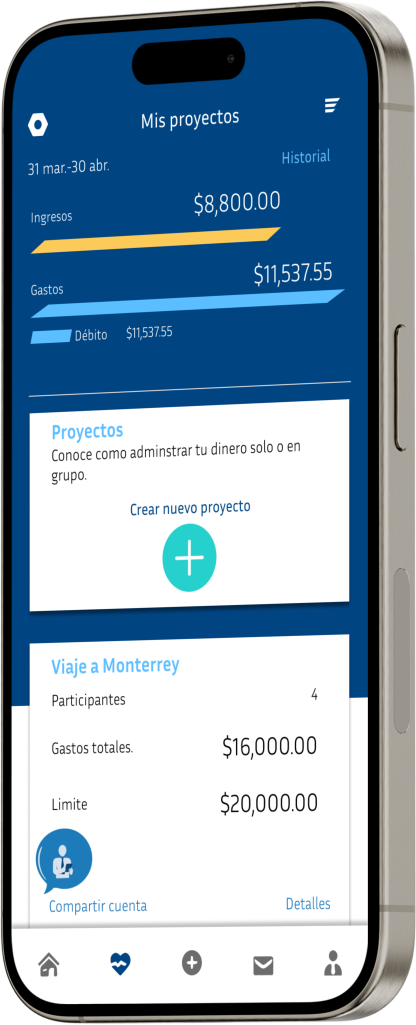 Mis proyectos
31 mar.-30 abr.
Historial
Ingresos
$8,800.00
Gastos
$11,537.55
Débito $11,537.55
Proyectos
Conoce como adminstrar tu dinero solo o en
grupo.
Crear nuevo proyecto
Viaje a Monterrey
Participantes 4
Gastos totales. $16,000.00
Limite $20,000.00
Compartir cuenta Detalles